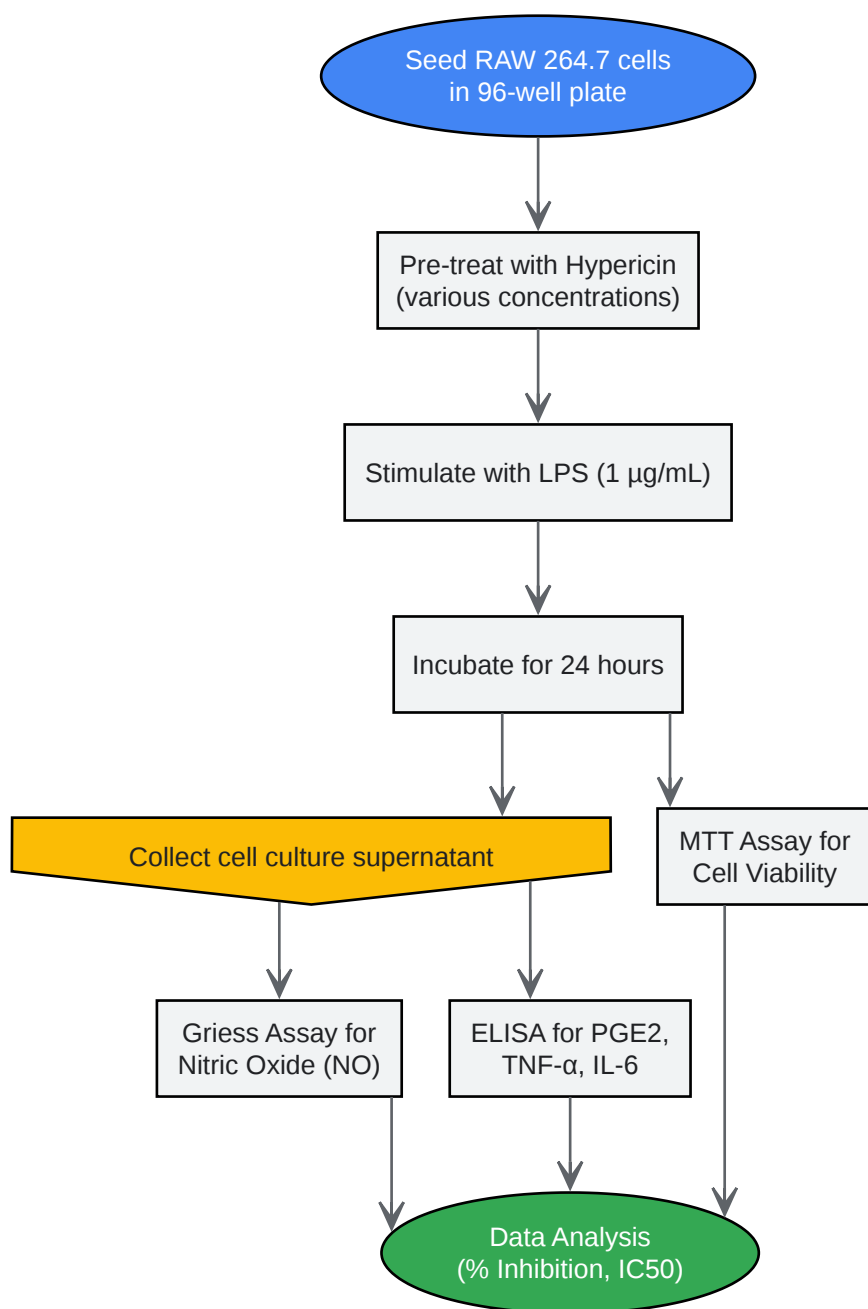 Seed RAW 264.7 cells
in 96-well plate
Pre-treat with Hypericin
(various concentrations)
Stimulate with LPS (1 µg/mL)
Incubate for 24 hours
Collect cell culture supernatant
MTT Assay for
Cell Viability
Griess Assay for
Nitric Oxide (NO)
ELISA for PGE2,
TNF-α, IL-6
Data Analysis
(% Inhibition, IC50)